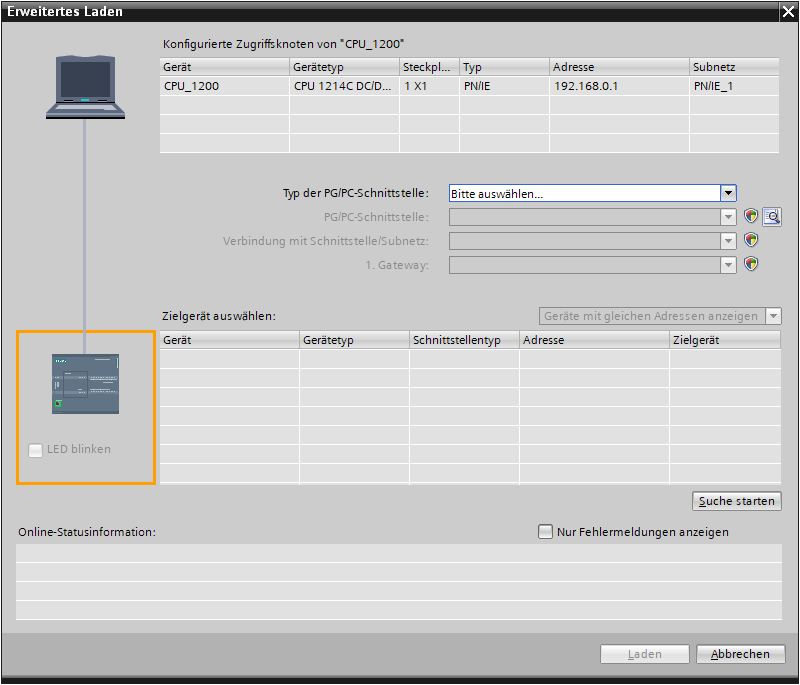 Erweitertes Laden
Konfigurierte Zugriffsknoten von "CPU_1200"
Gerät Gerätetyp Steckpl... Typ Adresse Subnetz
CPU_1200 CPU 1214C DC/D... 1 X1 PN/IE 192.168.0.1 PN/IE_1
Typ der PG/PC-Schnittstelle: Bitte auswählen...
PG/PC-Schnittstelle:
Verbindung mit Schnittstelle/Subnetz:
1. Gateway:
Zielgerät auswählen: Geräte mit gleichen Adressen anzeigen
Gerät Gerätetyp Schnittstellentyp Adresse Zielgerät
LED blinken
Suche starten
Online-Statusinformation: Nur Fehlermeldungen anzeigen
Laden Abbrechen